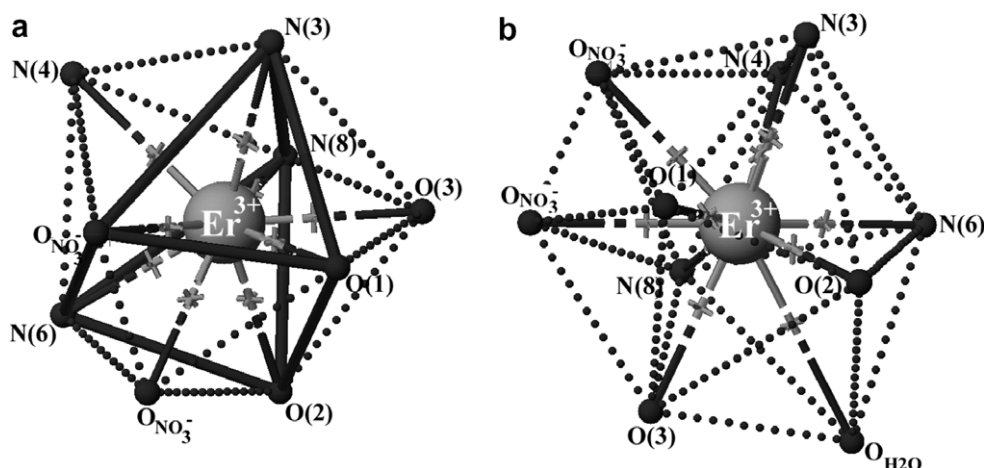 a
N(3)
N(4)
N(8)
O(3)
Er3+
ONO3-
O(1)
N(6)
ONO3-
O(2)
b
N(3)
ONO3-
N(4)
O(1)
ONO3-
Er3+
N(6)
N(8)
O(2)
O(3)
OH2O